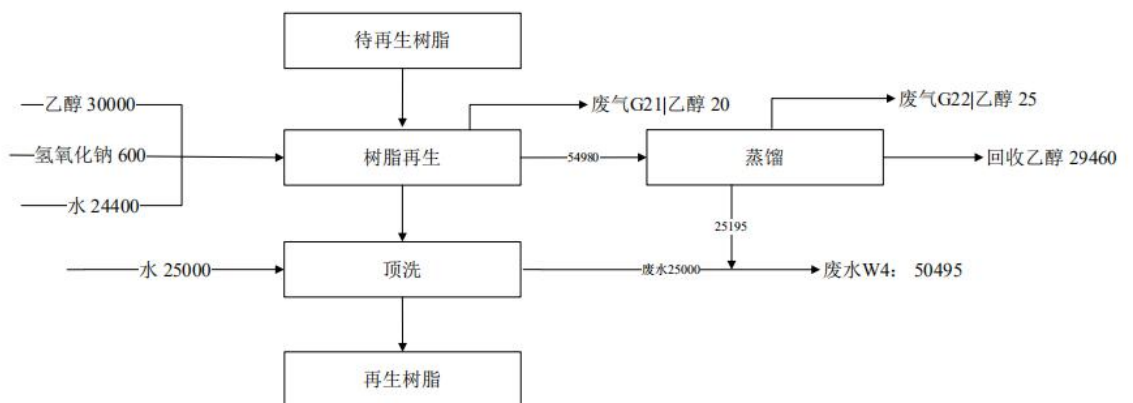 待再生树脂
乙醇 30000
废气G21|乙醇 20
废气G22|乙醇 25
氢氧化钠 600
树脂再生
54980
蒸馏
回收乙醇 29460
水 24400
25195
水 25000
顶洗
废水25000
废水W4： 50495
再生树脂